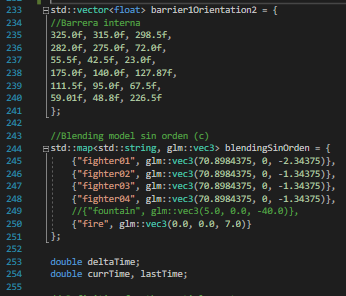 233 std::vector<float> barrier1Orientation2 = {
234 //Barrera interna
235 325.0f, 315.0f, 298.5f,
236 282.0f, 275.0f, 72.0f,
237 55.5f, 42.5f, 23.0f,
238 175.0f, 140.0f, 127.87f,
239 111.5f, 95.0f, 67.5f,
240 59.01f, 48.8f, 226.5f
241 };
242
243 //Blending model sin orden (c)
244 std::map<std::string, glm::vec3> blendingSinOrden = {
245 {"fighter01", glm::vec3(70.8984375, 0, -2.34375)},
246 {"fighter02", glm::vec3(70.8984375, 0, -1.34375)},
247 {"fighter03", glm::vec3(70.8984375, 0, -1.34375)},
248 {"fighter04", glm::vec3(70.8984375, 0, -1.34375)},
249 //{"fountain", glm::vec3(5.0, 0.0, -40.0)},
250 {"fire", glm::vec3(0.0, 0.0, 7.0)}
251 };
252
253 double deltaTime;
254 double currTime, lastTime;
255